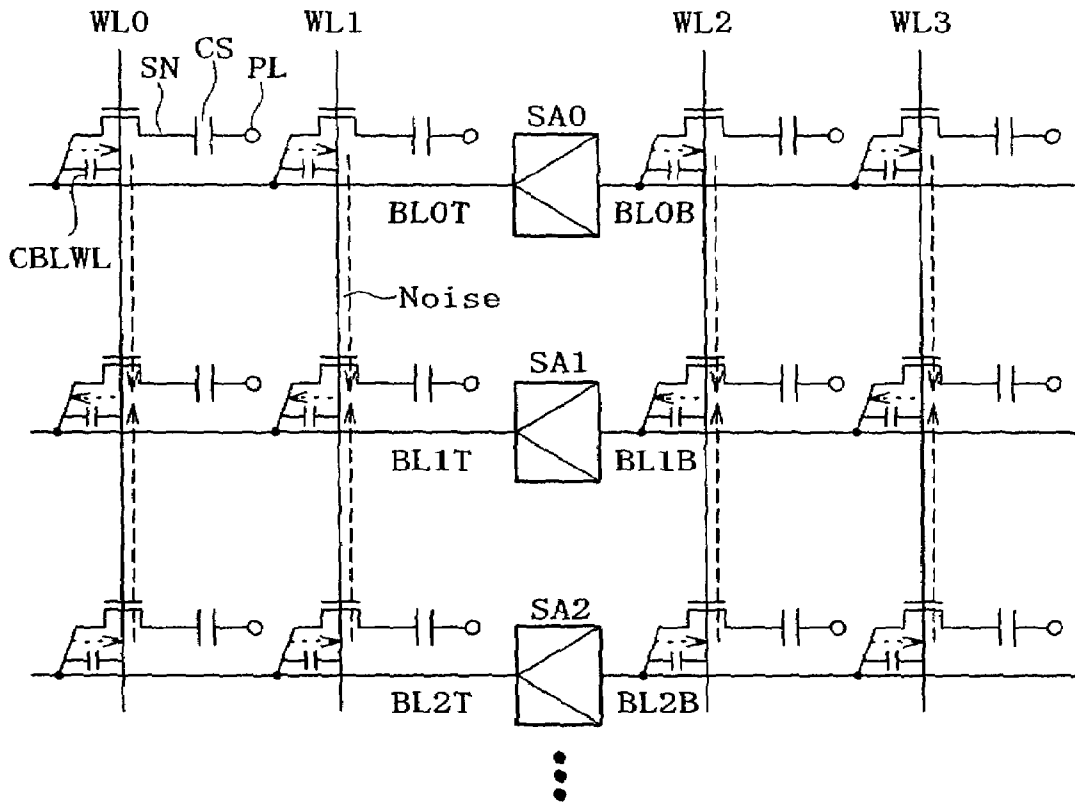 WL0 WL1 WL2 WL3
CS
SN PL
SA0
BL0T BL0B
CBLWL
Noise
SA1
BL1T BL1B
SA2
BL2T BL2B